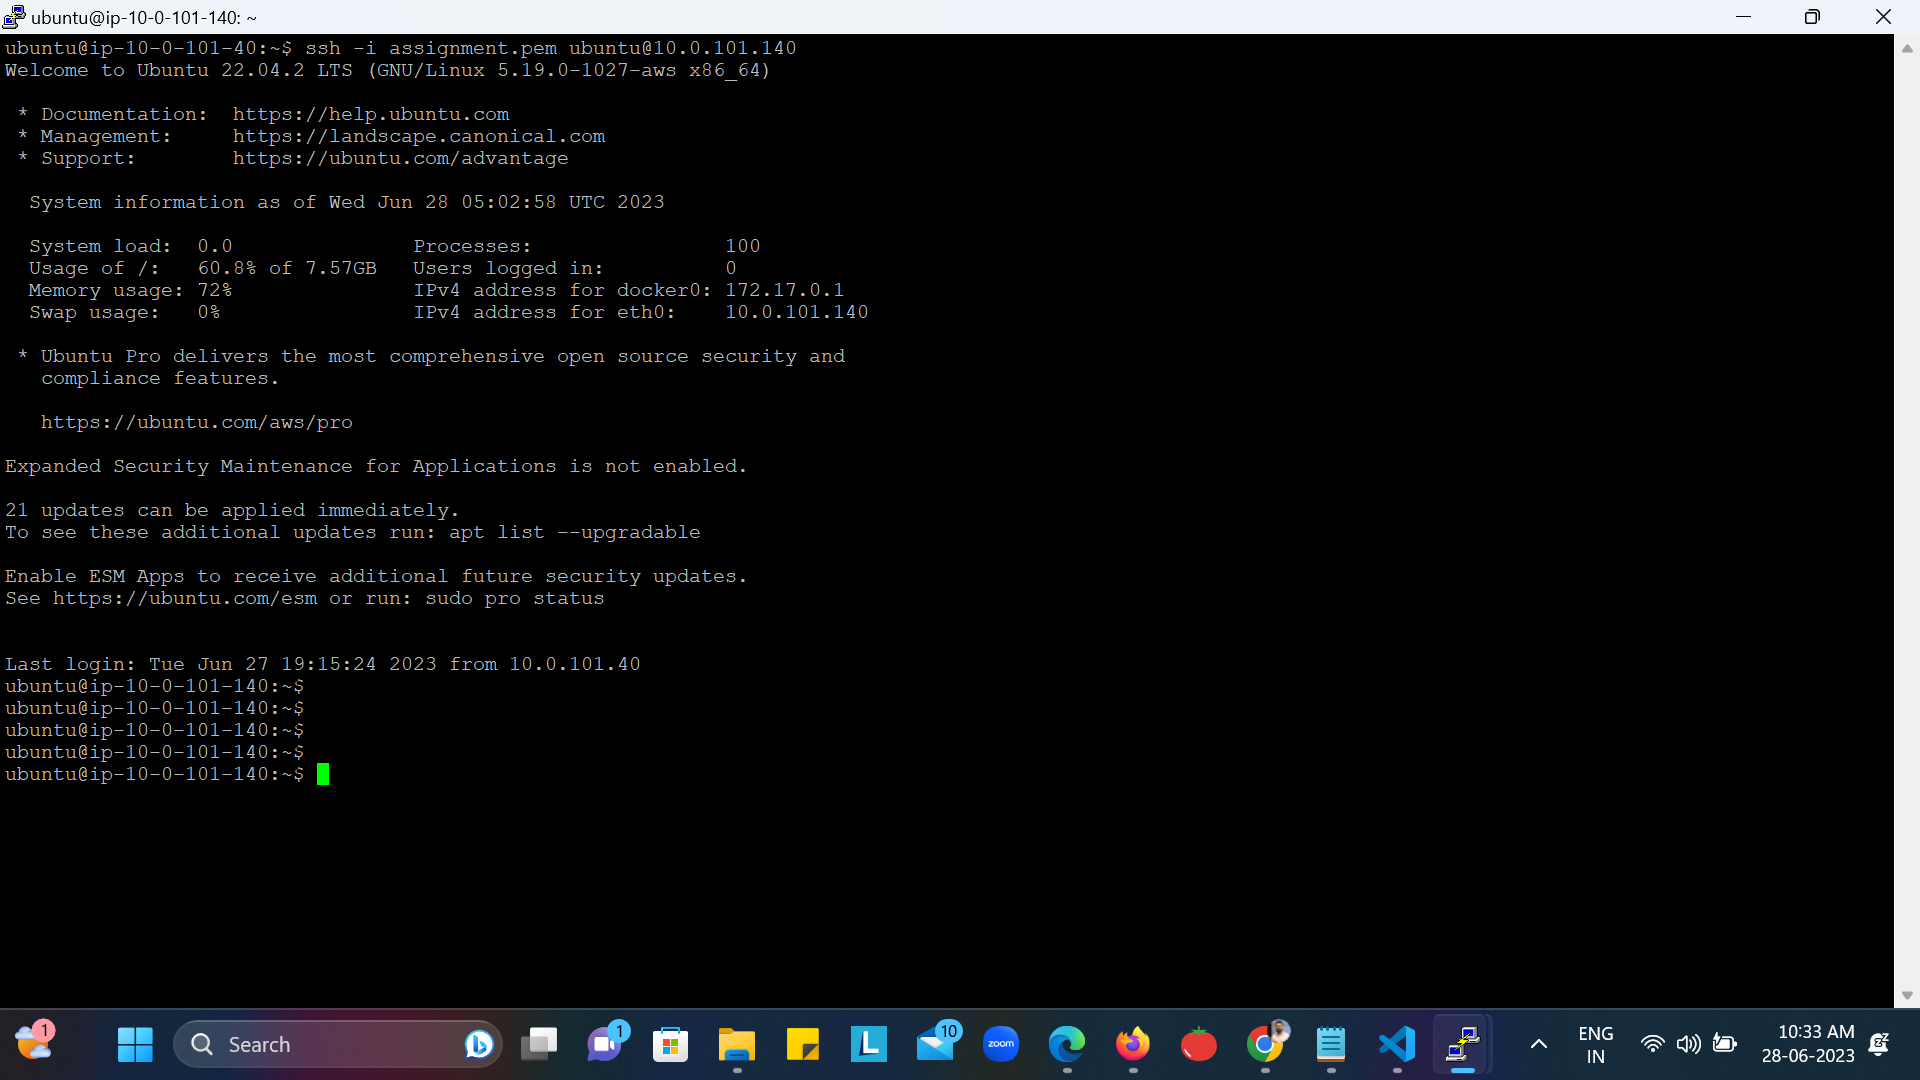 ubuntu@ip-10-0-101-140: ~
ubuntu@ip-10-0-101-40:~$ ssh -i assignment.pem ubuntu@10.0.101.140
Welcome to Ubuntu 22.04.2 LTS (GNU/Linux 5.19.0-1027-aws x86_64)
* Documentation:  https://help.ubuntu.com
* Management:     https://landscape.canonical.com
* Support:        https://ubuntu.com/advantage
System information as of Wed Jun 28 05:02:58 UTC 2023
System load:  0.0               Processes:                100
Usage of /:   60.8% of 7.57GB   Users logged in:          0
Memory usage: 72%               IPv4 address for docker0: 172.17.0.1
Swap usage:   0%                IPv4 address for eth0:    10.0.101.140
* Ubuntu Pro delivers the most comprehensive open source security and
compliance features.
https://ubuntu.com/aws/pro
Expanded Security Maintenance for Applications is not enabled.
21 updates can be applied immediately.
To see these additional updates run: apt list --upgradable
Enable ESM Apps to receive additional future security updates.
See https://ubuntu.com/esm or run: sudo pro status
Last login: Tue Jun 27 19:15:24 2023 from 10.0.101.40
ubuntu@ip-10-0-101-140:~$
ubuntu@ip-10-0-101-140:~$
ubuntu@ip-10-0-101-140:~$
ubuntu@ip-10-0-101-140:~$
ubuntu@ip-10-0-101-140:~$
1
Search
1
L
10
zoom
ENG
IN
10:33 AM
28-06-2023